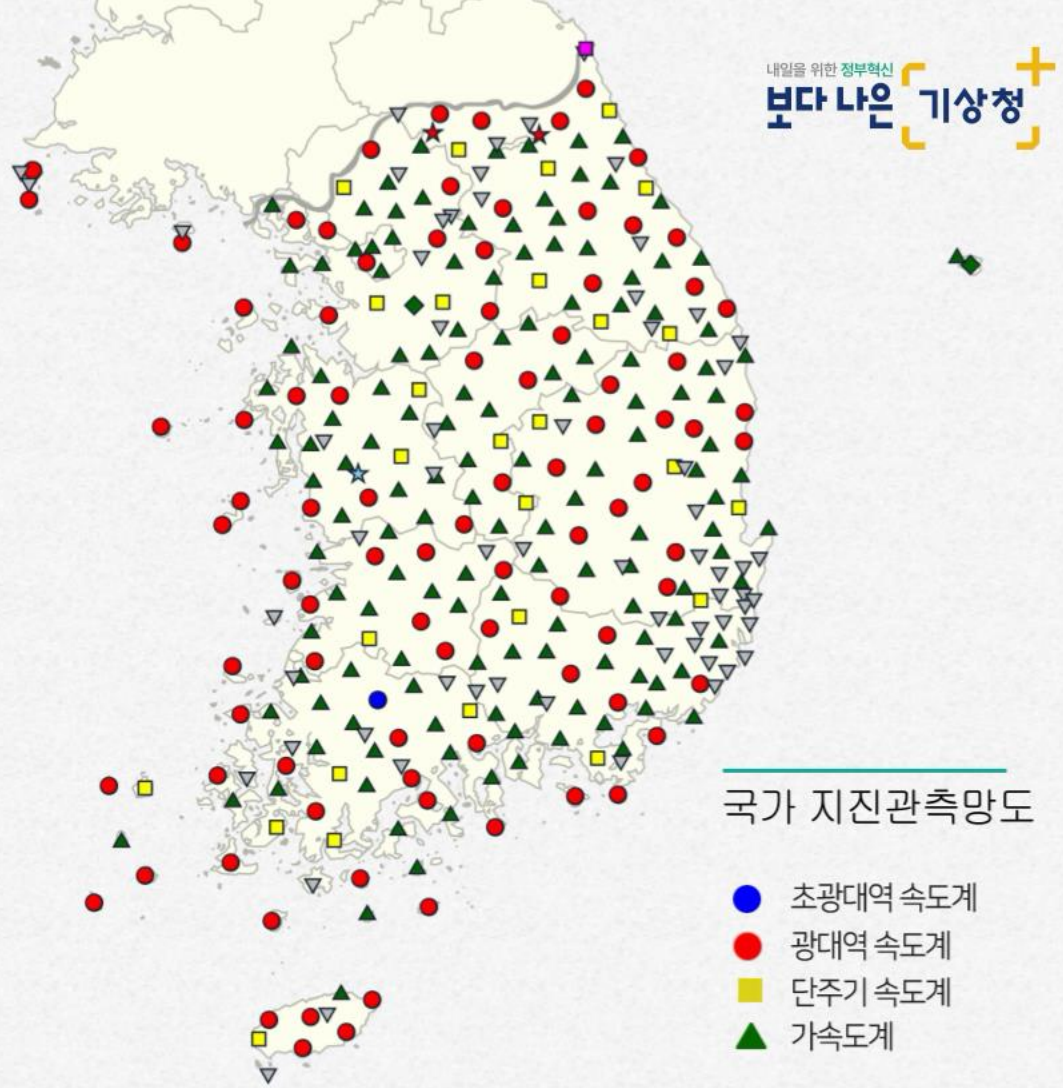 내일을 위한 정부혁신
보다 나은 기상청
국가 지진관측망도
초광대역 속도계
광대역 속도계
단주기 속도계
가속도계